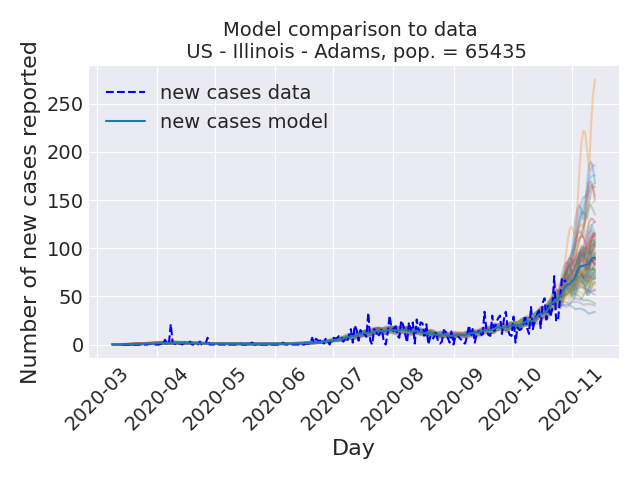 Model comparison to data
US - Illinois - Adams, pop. = 65435
Number of new cases reported
250
200
150
100
50
0
new cases data
new cases model
2020-03
2020-04
2020-05
2020-06
2020-07
2020-08
2020-09
2020-10
2020-11
Day